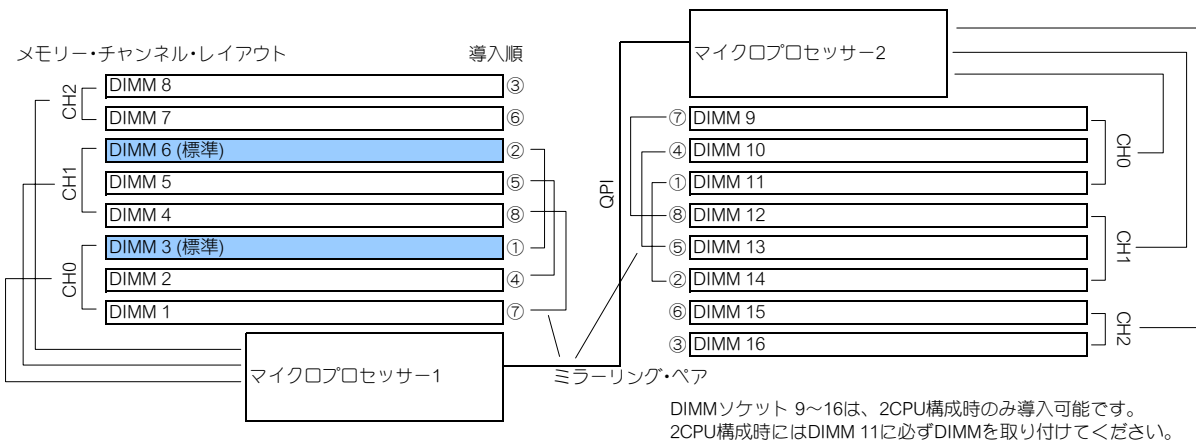 メモリー・チャンネル・レイアウト
導入順
DIMM 8 ③
DIMM 7 ⑥
DIMM 6 (標準) ②
DIMM 5 ⑤
DIMM 4 ⑧
DIMM 3 (標準) ①
DIMM 2 ④
DIMM 1 ⑦
CH2
CH1
CH0
マイクロプロセッサー1
QPI
ミラーリング・ペア
マイクロプロセッサー2
⑦ DIMM 9
④ DIMM 10
① DIMM 11
⑧ DIMM 12
⑤ DIMM 13
② DIMM 14
⑥ DIMM 15
③ DIMM 16
CH0
CH1
CH2
DIMMソケット 9～16は、2CPU構成時のみ導入可能です。
2CPU構成時にはDIMM 11に必ずDIMMを取り付けてください。